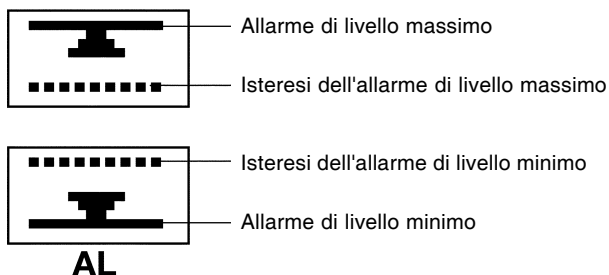 Allarme di livello massimo
Isteresi dell'allarme di livello massimo
Isteresi dell'allarme di livello minimo
Allarme di livello minimo
AL